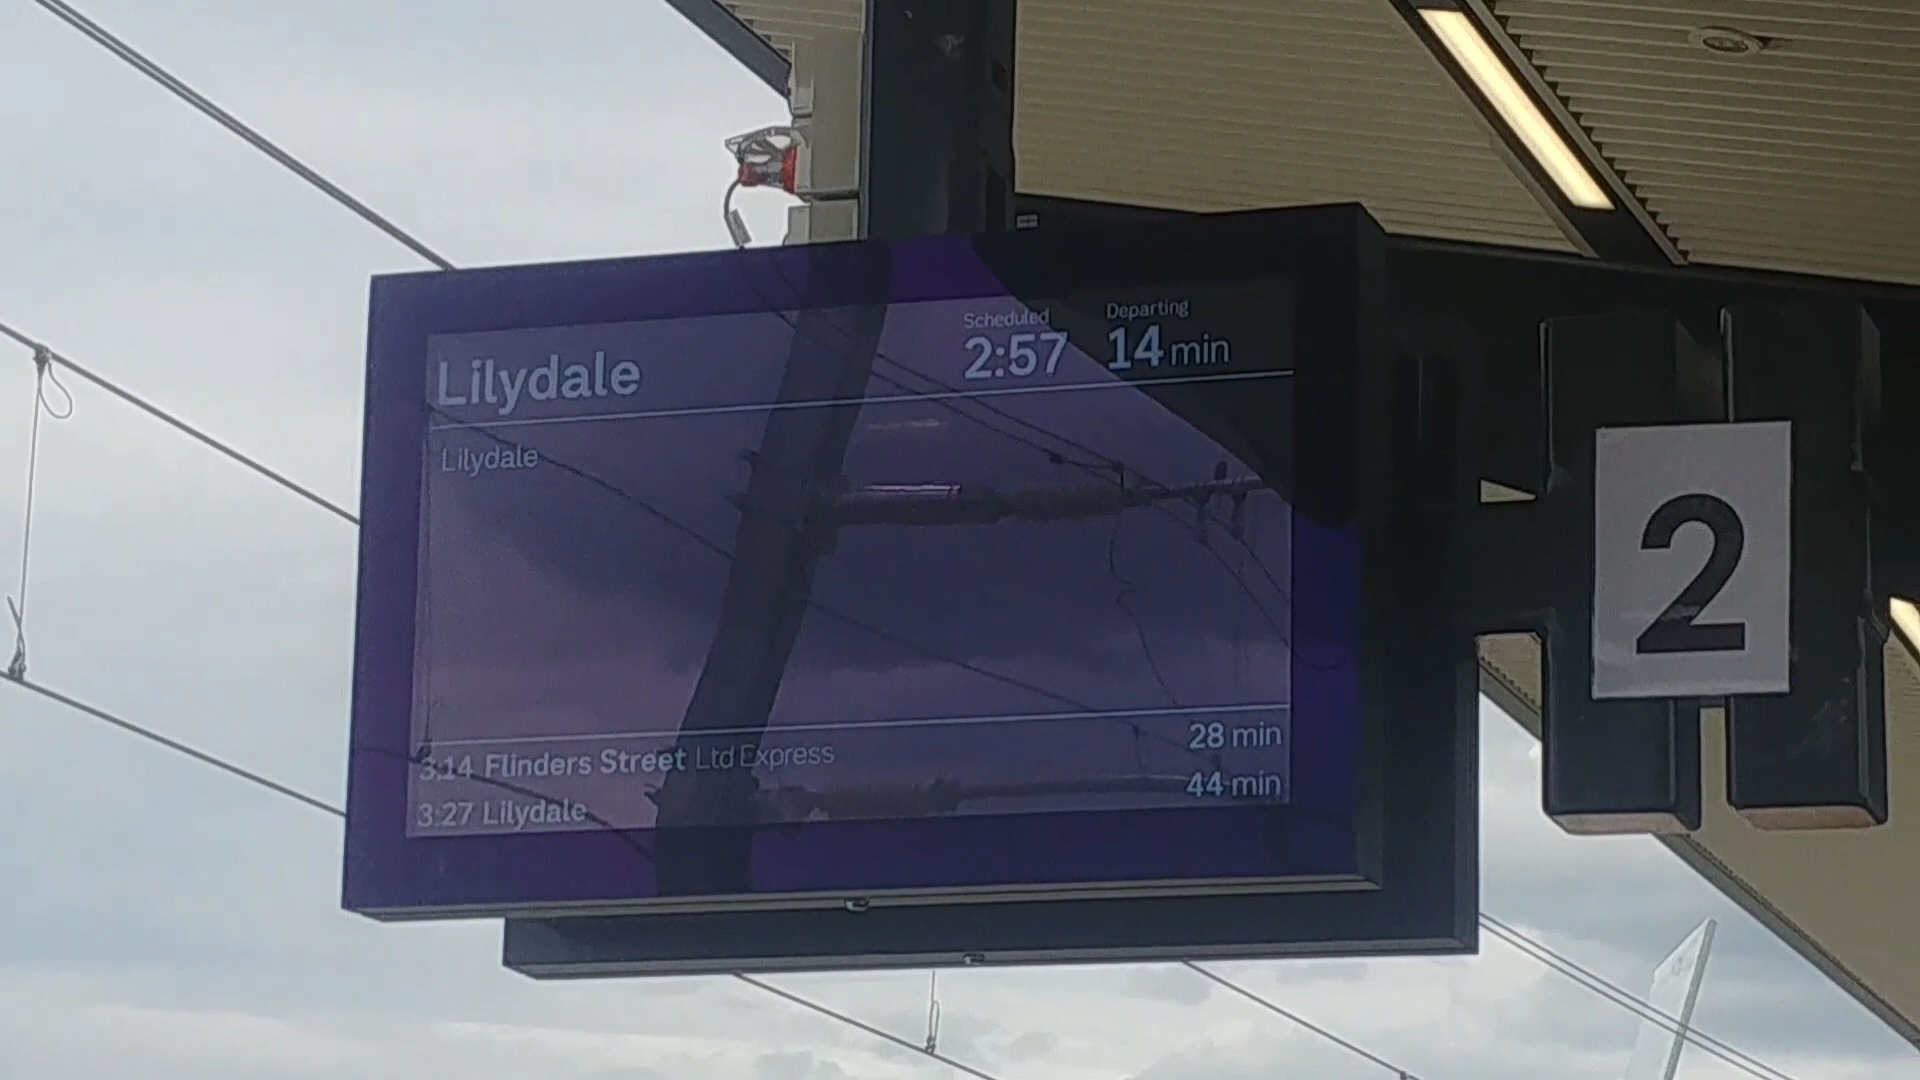 Scheduled Departing
Lilydale 2:57 14 min
Lilydale
3:14 Flinders Street Ltd Express 28 min
3:27 Lilydale 44 min
2